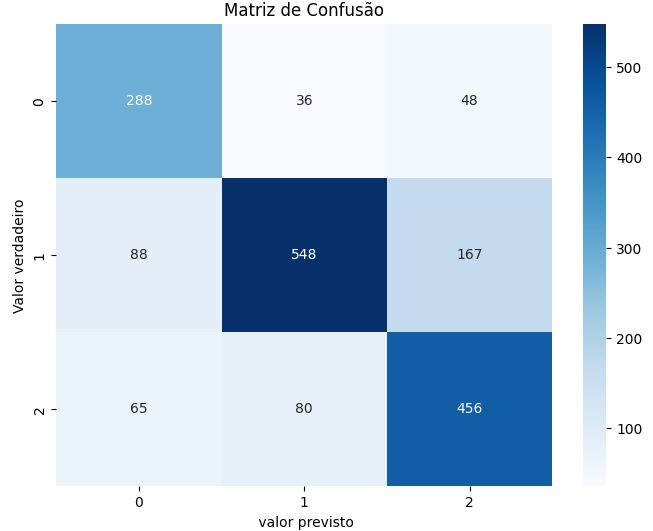 Matriz de Confusão
0 288 36 48
1 88 548 167
2 65 80 456
0 1 2
valor previsto
Valor verdadeiro
500
400
300
200
100